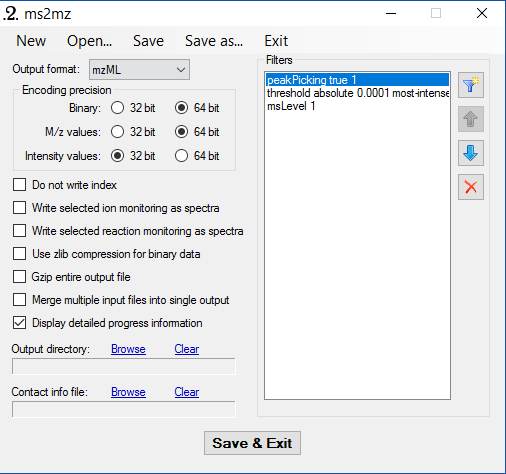 .2. ms2mz
New Open... Save Save as... Exit
Output format: mzML
Encoding precision
Binary: 32 bit 64 bit
M/z values: 32 bit 64 bit
Intensity values: 32 bit 64 bit
Do not write index
Write selected ion monitoring as spectra
Write selected reaction monitoring as spectra
Use zlib compression for binary data
Gzip entire output file
Merge multiple input files into single output
Display detailed progress information
Output directory: Browse Clear
Contact info file: Browse Clear
Filters
peakPicking true 1
threshold absolute 0.0001 most-intense
msLevel 1
Save & Exit